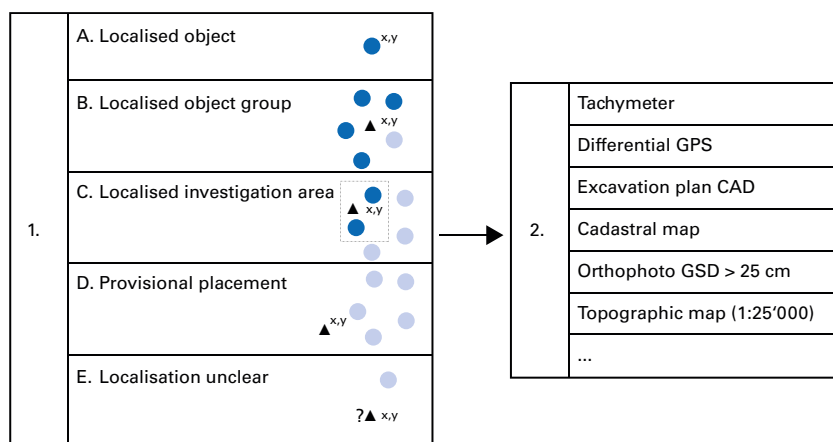 1.
A. Localised object
x,y
B. Localised object group
x,y
C. Localised investigation area
x,y
D. Provisional placement
x,y
E. Localisation unclear
? x,y
2.
Tachymeter
Differential GPS
Excavation plan CAD
Cadastral map
Orthophoto GSD > 25 cm
Topographic map (1:25‘000)
...